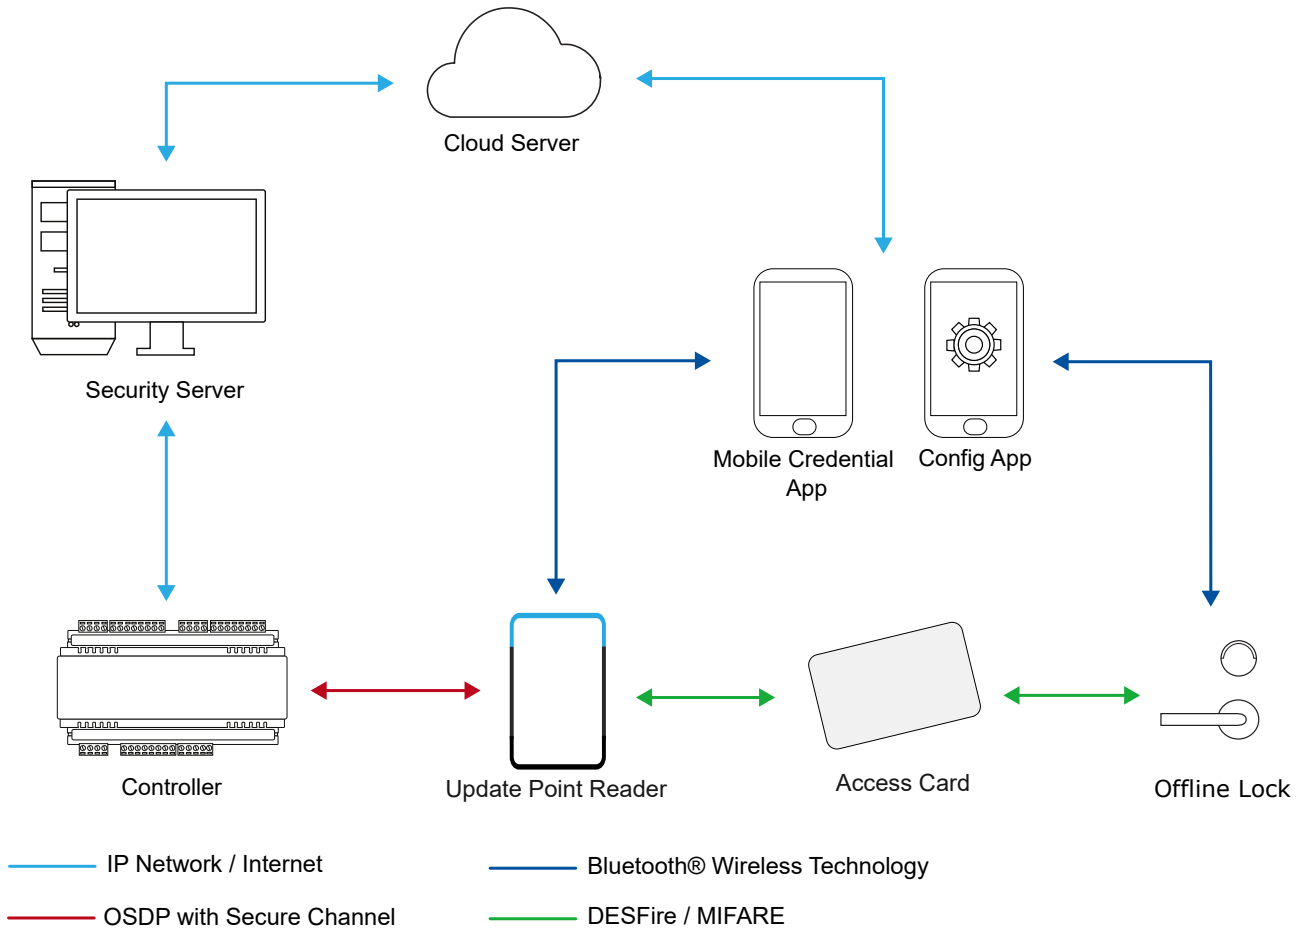 Cloud Server
Security Server
Mobile Credential
App
Config App
Controller
Update Point Reader
Access Card
Offline Lock
IP Network / Internet
Bluetooth® Wireless Technology
OSDP with Secure Channel
DESFire / MIFARE